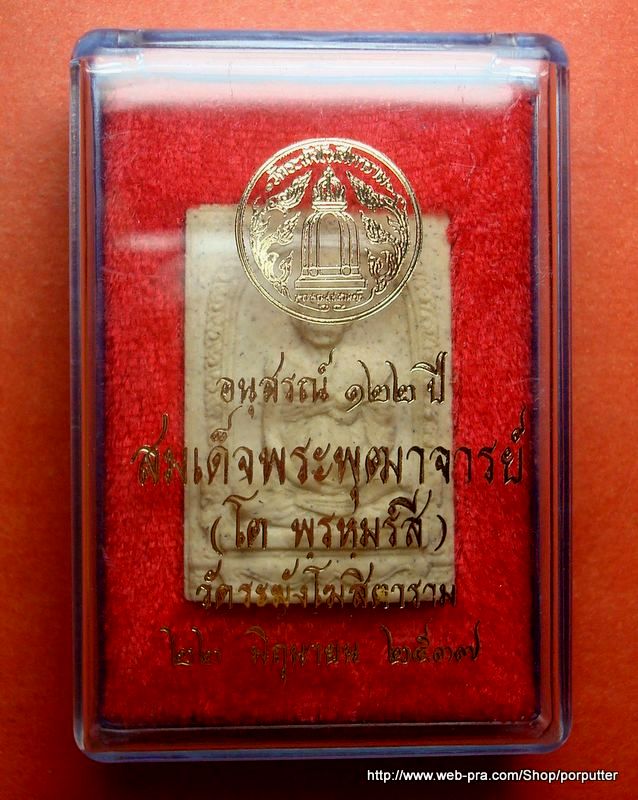 อนุสรณ์ ๑๒๒ ปี
สมเด็จพระพุฒาจารย์
(โต พฺรหฺมรํสี)
วัดระฆังโฆสิตาราม
๒๒ มิถุนายน ๒๕๓๗
http://www.web-pra.com/Shop/porputter